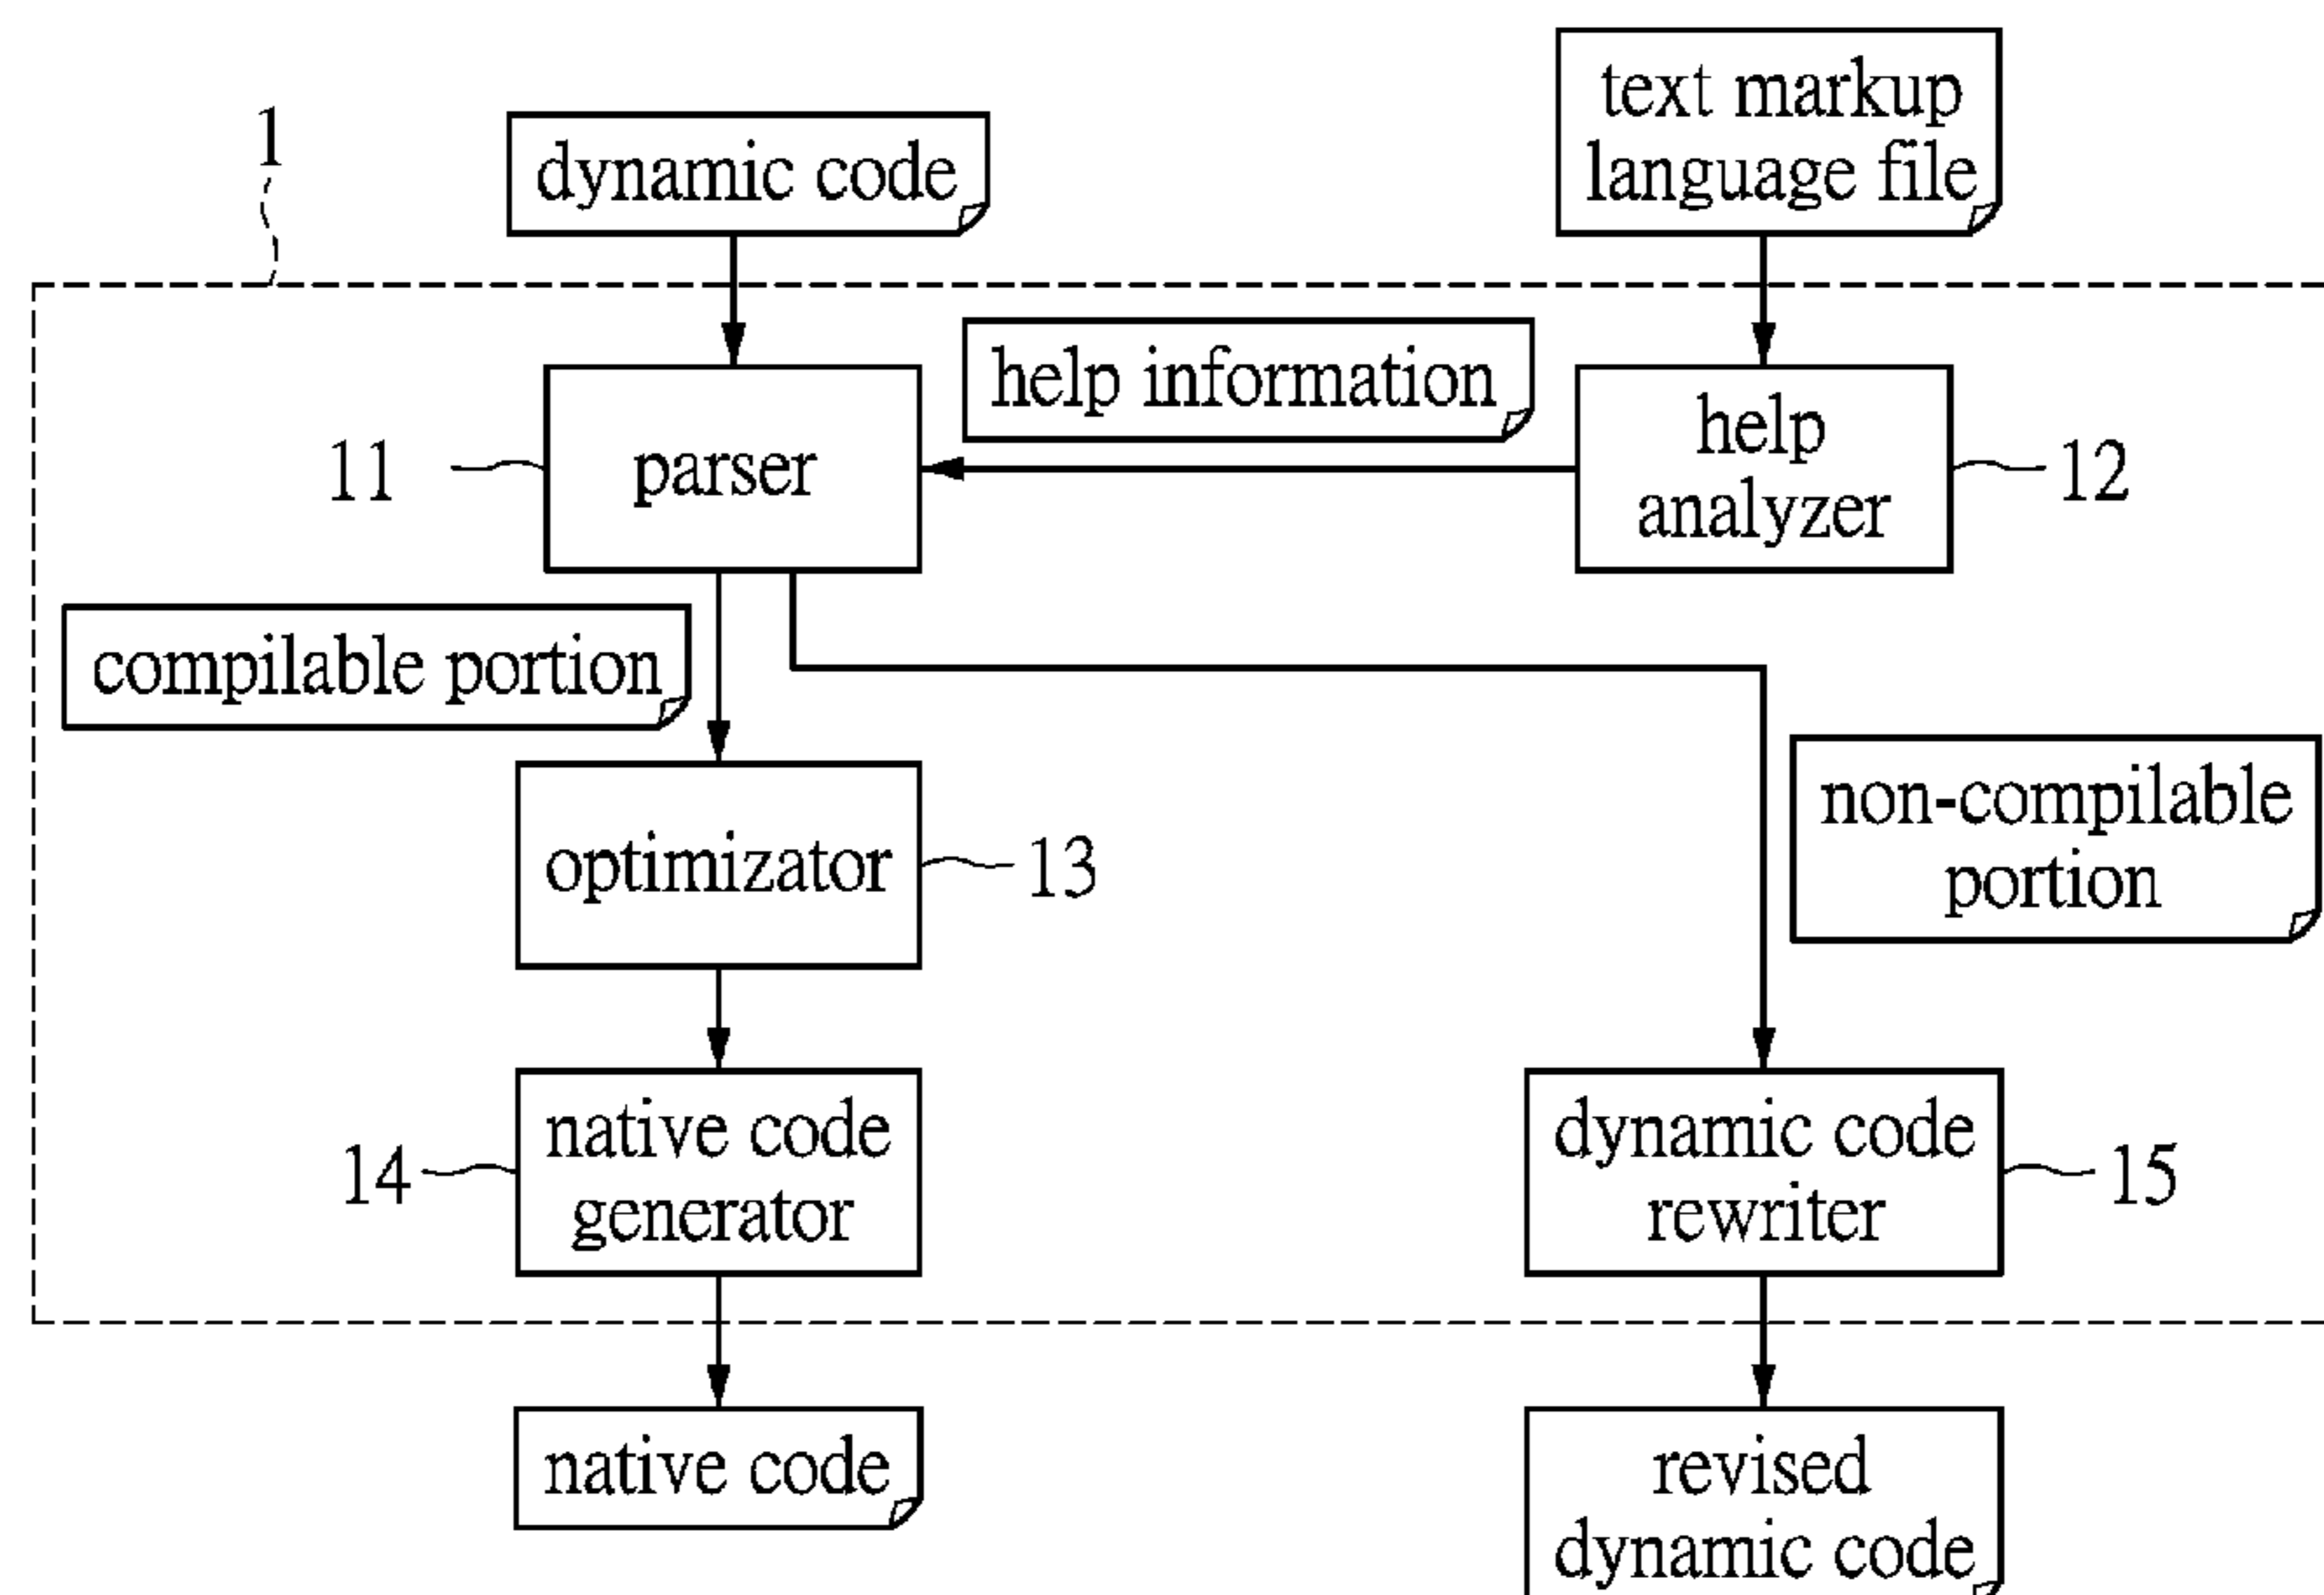 1
dynamic code
text markup
language file
help information
11
parser
help
analyzer
12
compilable portion
optimizator
13
non-compilable
portion
14
native code
generator
dynamic code
rewriter
15
native code
revised
dynamic code